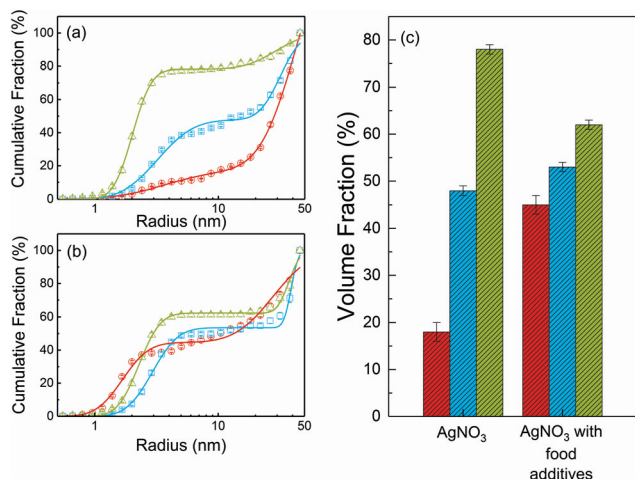 (a)
Cumulative Fraction (%)
100
80
60
40
20
0
1
10
50
Radius (nm)
(b)
Cumulative Fraction (%)
100
80
60
40
20
0
1
10
50
Radius (nm)
(c)
Volume Fraction (%)
80
70
60
50
40
30
20
10
0
AgNO₃
AgNO₃ with
food
additives